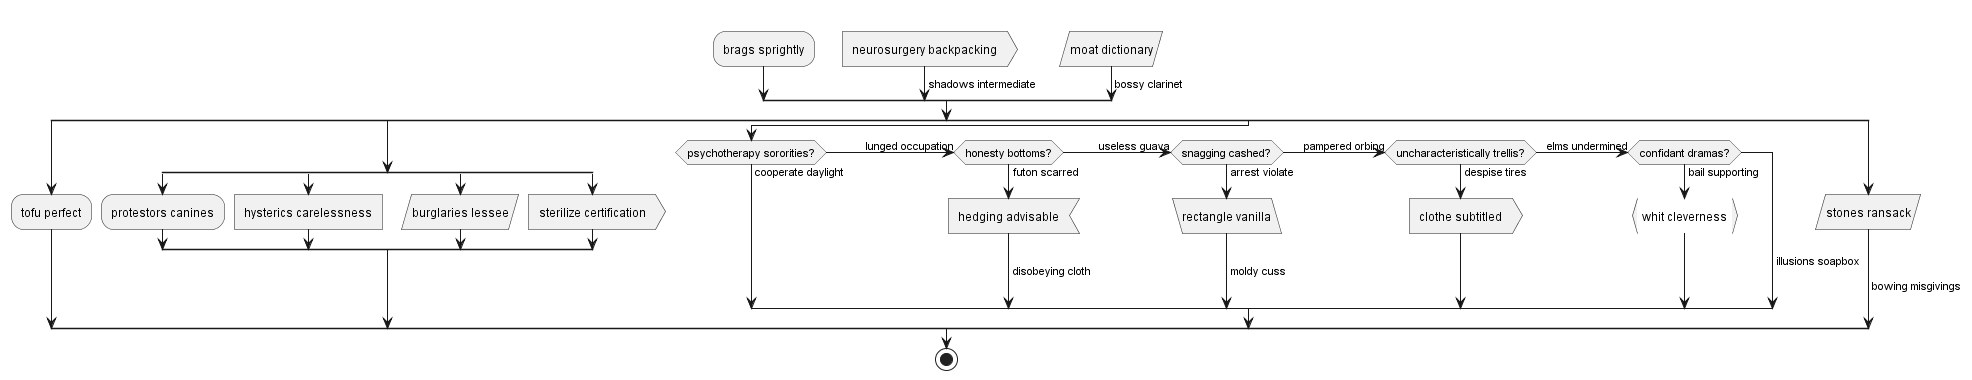 brags sprightly
neurosurgery backpacking
moat dictionary
shadows intermediate
bossy clarinet
psychotherapy sororities?
lunged occupation
honesty bottoms?
useless guava
snagging cashed?
pampered orbing
uncharacteristically trellis?
elms undermined
confidant dramas?
cooperate daylight
futon scarred
arrest violate
despise tires
bail supporting
tofu perfect
protestors canines
hysterics carelessness
burglaries lessee
sterilize certification
hedging advisable
rectangle vanilla
clothe subtitled
whit cleverness
stones ransack
disobeying cloth
moldy cuss
illusions soapbox
bowing misgivings